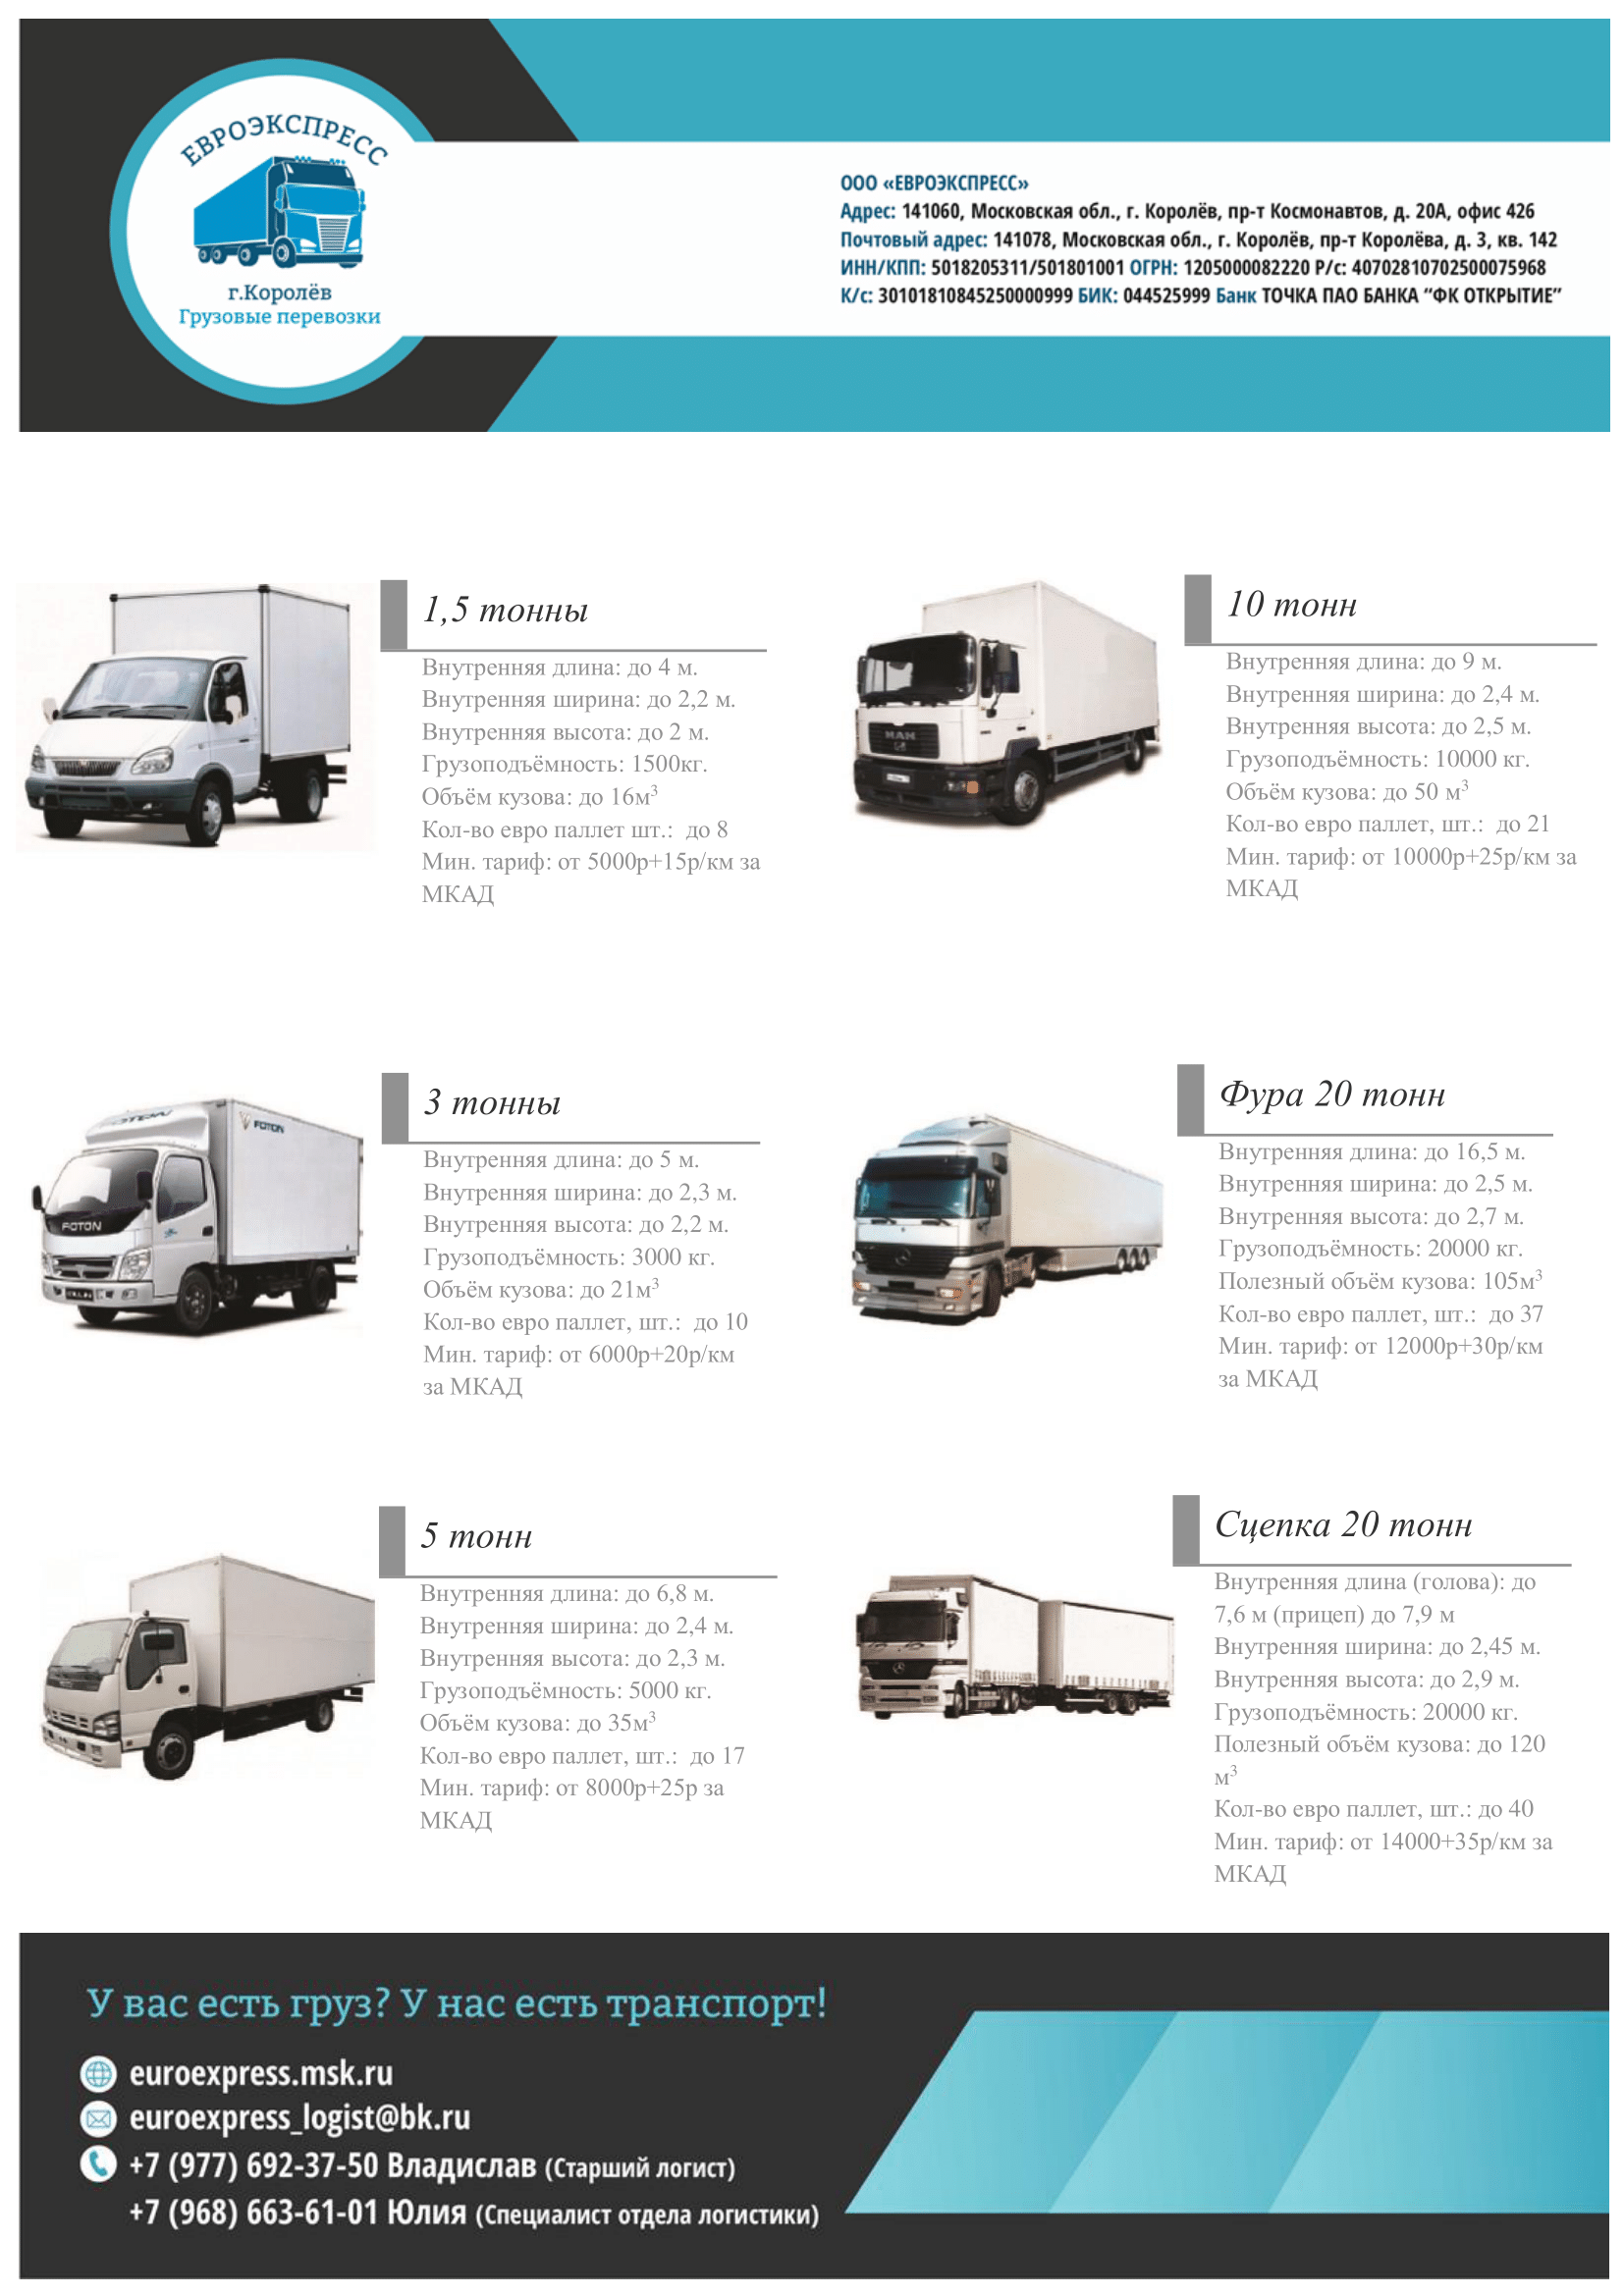 ЕВРОЭКСПРЕСС
г.Королёв
Грузовые перевозки
ООО «ЕВРОЭКСПРЕСС»
Адрес: 141060, Московская обл., г. Королёв, пр-т Космонавтов, д. 20А, офис 426
Почтовый адрес: 141078, Московская обл., г. Королёв, пр-т Королёва, д. 3, кв. 142
ИНН/КПП: 5018205311/501801001 ОГРН: 1205000082220 Р/с: 40702810702500075968
К/с: 30101810845250000999 БИК: 044525999 Банк ТОЧКА ПАО БАНКА “ФК ОТКРЫТИЕ”
1,5 тонны
Внутренняя длина: до 4 м.
Внутренняя ширина: до 2,2 м.
Внутренняя высота: до 2 м.
Грузоподъёмность: 1500кг.
Объём кузова: до 16м³
Кол-во евро паллет шт.: до 8
Мин. тариф: от 5000р+15р/км за
МКАД
MAN
10 тонн
Внутренняя длина: до 9 м.
Внутренняя ширина: до 2,4 м.
Внутренняя высота: до 2,5 м.
Грузоподъёмность: 10000 кг.
Объём кузова: до 50 м³
Кол-во евро паллет, шт.: до 21
Мин. тариф: от 10000р+25р/км за
МКАД
FOTON
FOTON
FOTON
3 тонны
Внутренняя длина: до 5 м.
Внутренняя ширина: до 2,3 м.
Внутренняя высота: до 2,2 м.
Грузоподъёмность: 3000 кг.
Объём кузова: до 21м³
Кол-во евро паллет, шт.: до 10
Мин. тариф: от 6000р+20р/км
за МКАД
Фура 20 тонн
Внутренняя длина: до 16,5 м.
Внутренняя ширина: до 2,5 м.
Внутренняя высота: до 2,7 м.
Грузоподъёмность: 20000 кг.
Полезный объём кузова: 105м³
Кол-во евро паллет, шт.: до 37
Мин. тариф: от 12000р+30р/км
за МКАД
5 тонн
Внутренняя длина: до 6,8 м.
Внутренняя ширина: до 2,4 м.
Внутренняя высота: до 2,3 м.
Грузоподъёмность: 5000 кг.
Объём кузова: до 35м³
Кол-во евро паллет, шт.: до 17
Мин. тариф: от 8000р+25р за
МКАД
Сцепка 20 тонн
Внутренняя длина (голова): до
7,6 м (прицеп) до 7,9 м
Внутренняя ширина: до 2,45 м.
Внутренняя высота: до 2,9 м.
Грузоподъёмность: 20000 кг.
Полезный объём кузова: до 120
м³
Кол-во евро паллет, шт.: до 40
Мин. тариф: от 14000+35р/км за
МКАД
У вас есть груз? У нас есть транспорт!
euroexpress.msk.ru
euroexpress_logist@bk.ru
+7 (977) 692-37-50 Владислав (Старший логист)
+7 (968) 663-61-01 Юлия (Специалист отдела логистики)